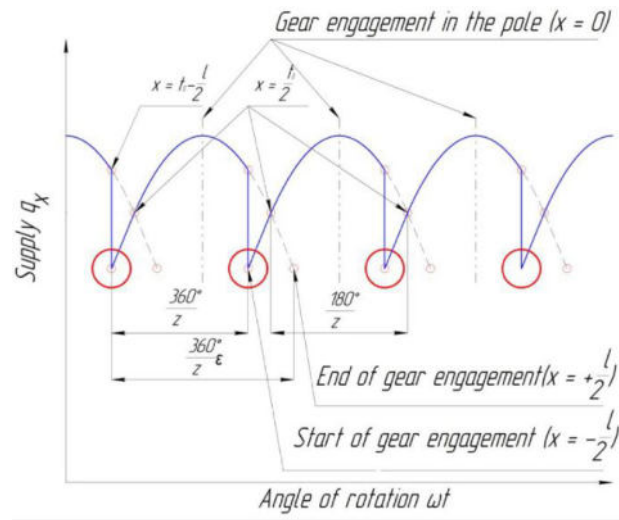 Gear engagement in the pole (x = 0)
x = t₁ - l/2
x = t₁/2
Supply qₓ
360°/z
180°/z
360°/z ε
End of gear engagement(x = + l/2)
Start of gear engagement (x = - l/2)
Angle of rotation ωt